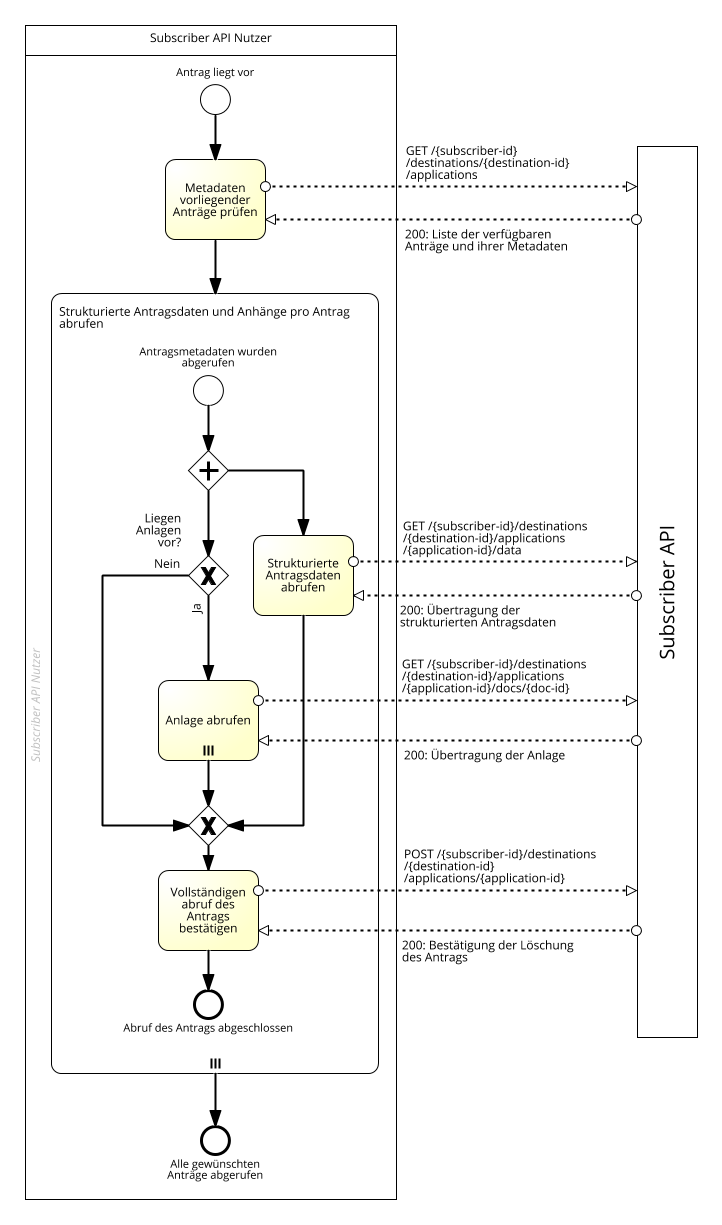 Subscriber API Nutzer
Antrag liegt vor
Metadaten
vorliegender
Anträge prüfen
GET /{subscriber-id}
/destinations/{destination-id}
/applications
200: Liste der verfügbaren
Anträge und ihrer Metadaten
Strukturierte Antragsdaten und Anhänge pro Antrag
abrufen
Antragsmetadaten wurden
abgerufen
Liegen
Anlagen
vor?
Nein
Ja
Strukturierte
Antragsdaten
abrufen
GET /{subscriber-id}/destinations
/{destination-id}/applications
/{application-id}/data
200: Übertragung der
strukturierten Antragsdaten
Subscriber API
Subscriber API Nutzer
Anlage abrufen
GET /{subscriber-id}/destinations
/{destination-id}/applications
/{application-id}/docs/{doc-id}
200: Übertragung der Anlage
Vollständigen
abruf des
Antrags
bestätigen
POST /{subscriber-id}/destinations
/{destination-id}
/applications/{application-id}
200: Bestätigung der Löschung
des Antrags
Abruf des Antrags abgeschlossen
Alle gewünschten
Anträge abgerufen